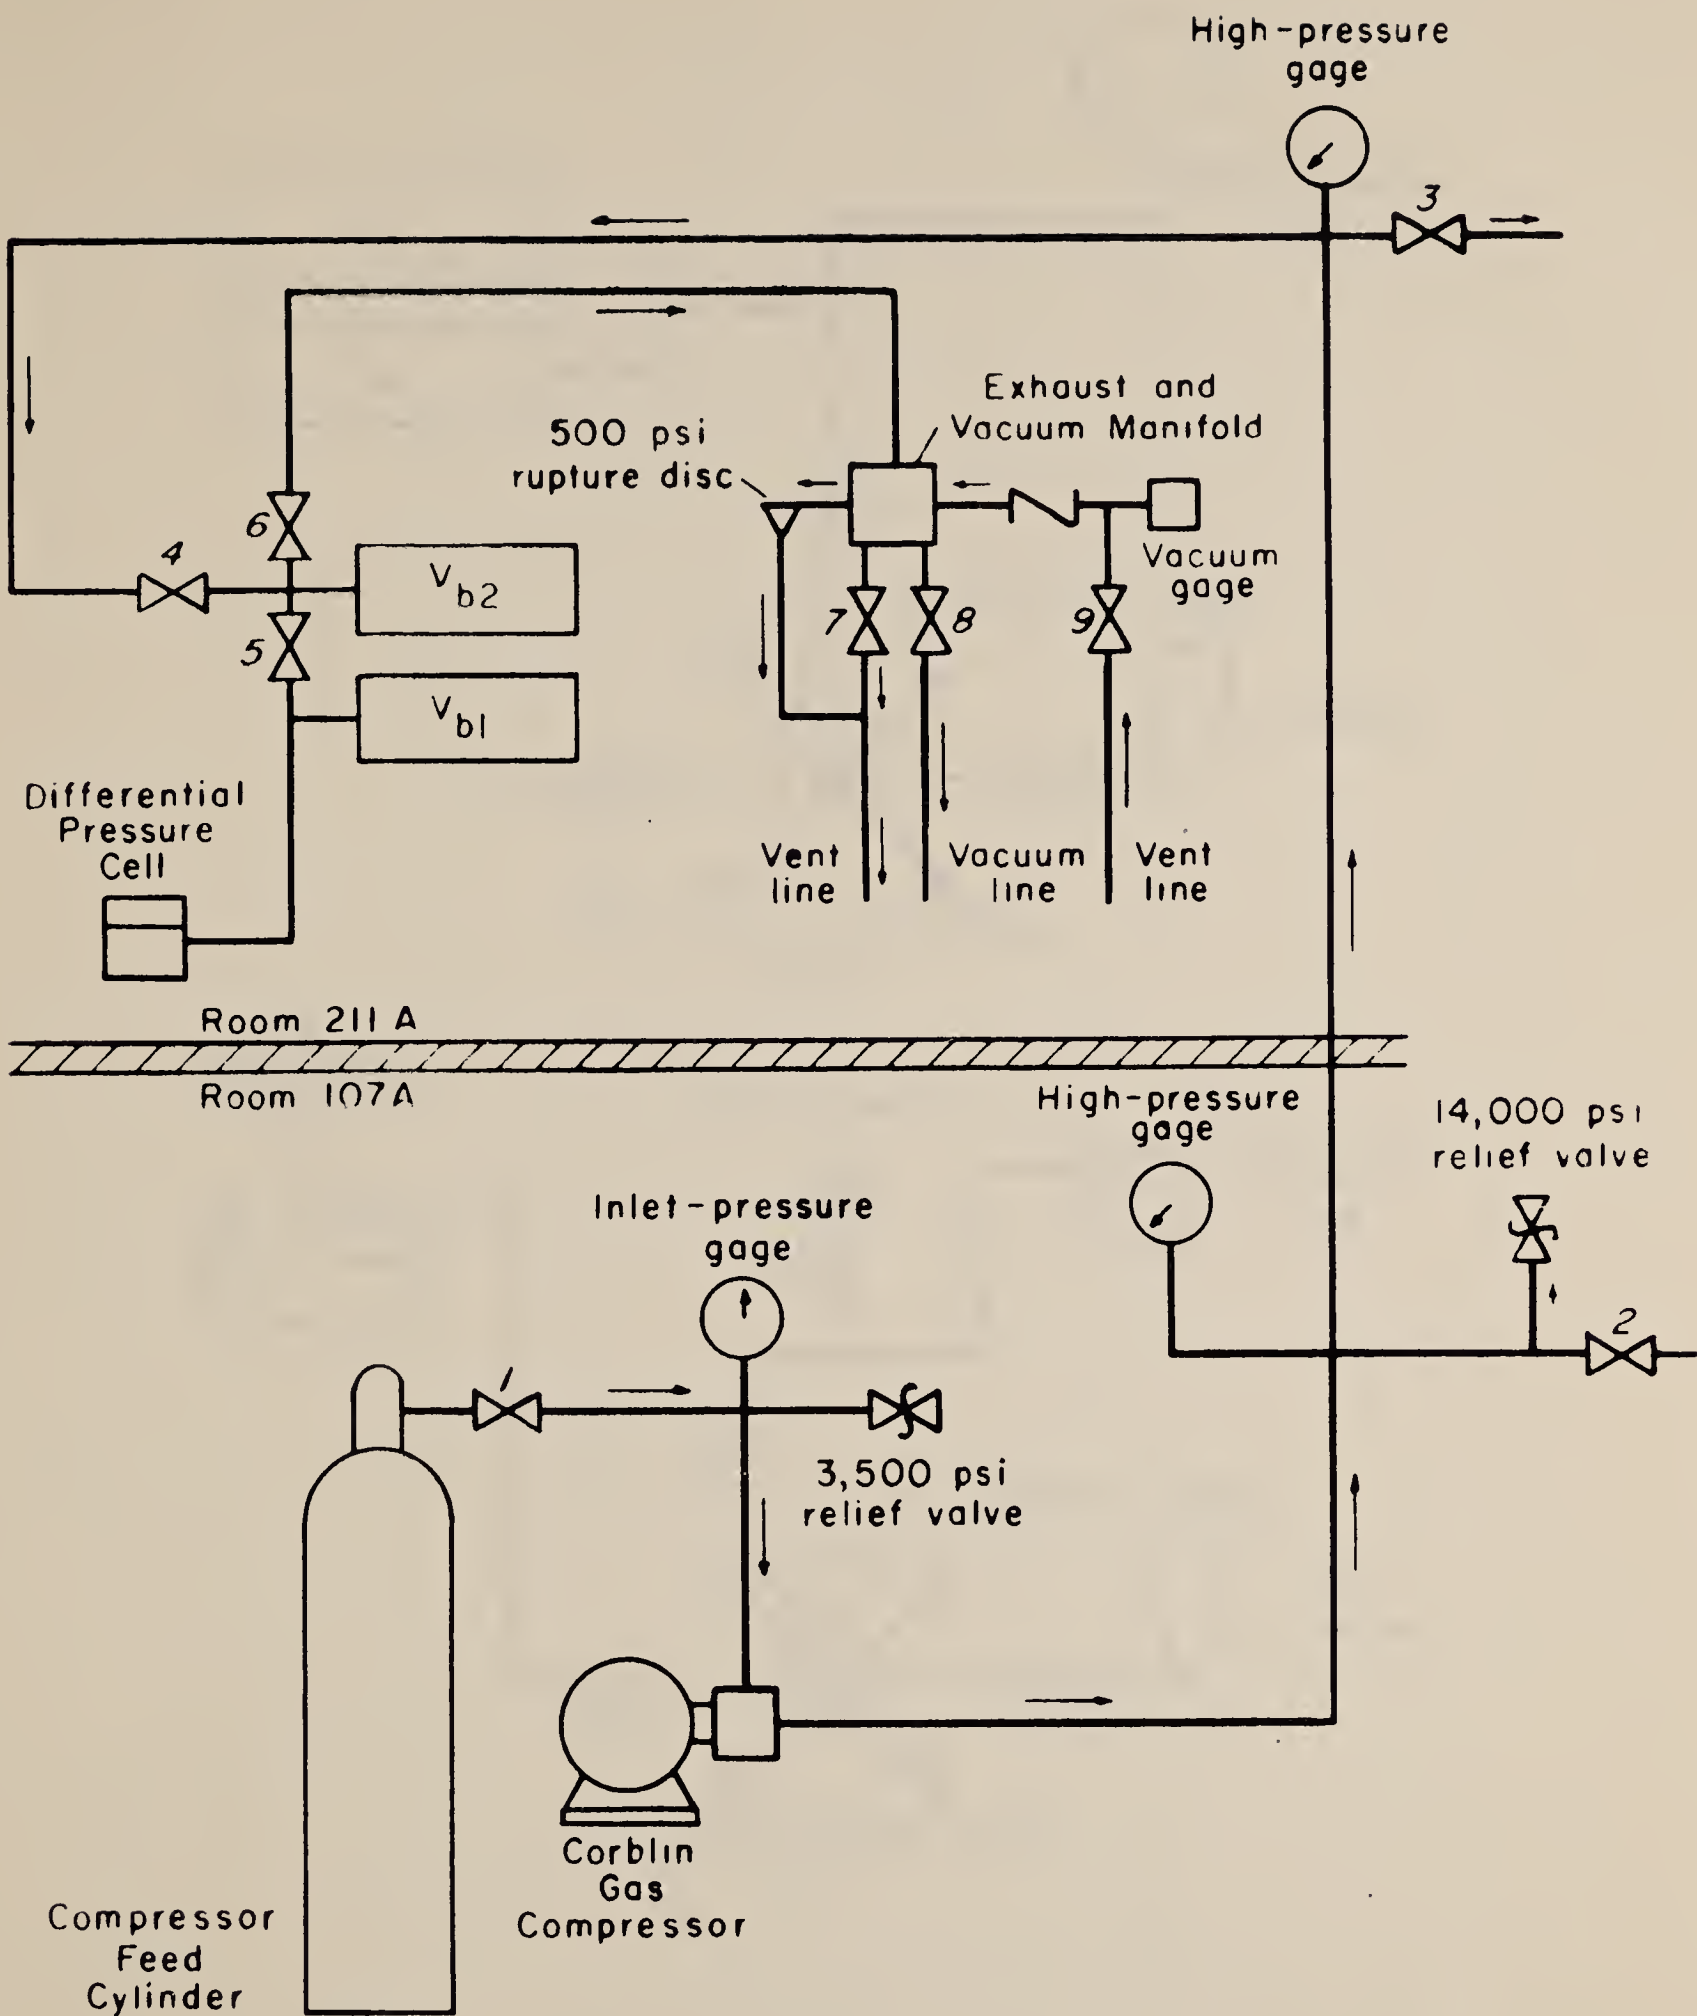 High-pressure
gage
3
Exhaust and
Vacuum Manifold
500 psi
rupture disc
6
4
V b2
5
V b1
7
8
9
Vacuum
gage
Differential
Pressure
Cell
Vent
line
Vacuum
line
Vent
line
Room 211A
Room 107A
High-pressure
gage
14,000 psi
relief valve
Inlet-pressure
gage
2
1
3,500 psi
relief valve
Corblin
Gas
Compressor
Compressor
Feed
Cylinder